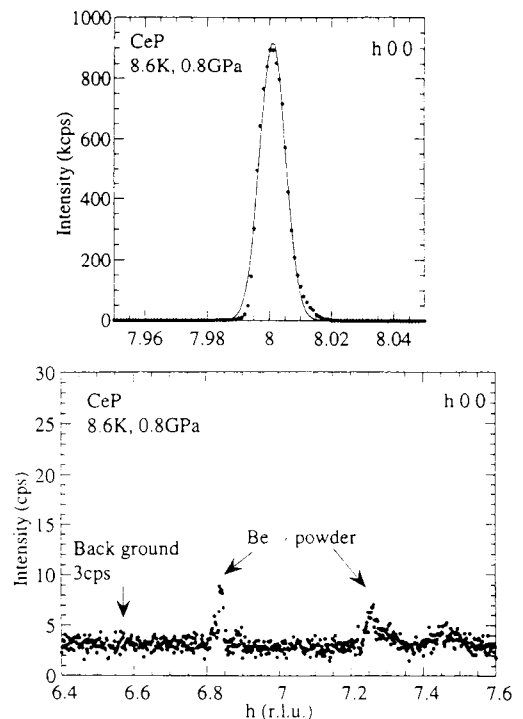 1000
CeP
8.6K, 0.8GPa
h 0 0
800
600
400
200
0
Intensity (kcps)
7.96 7.98 8 8.02 8.04
30
CeP
8.6K, 0.8GPa
h 0 0
25
20
15
10
5
0
Intensity (cps)
Back ground
3cps
Be powder
6.4 6.6 6.8 7 7.2 7.4 7.6
h (r.l.u.)